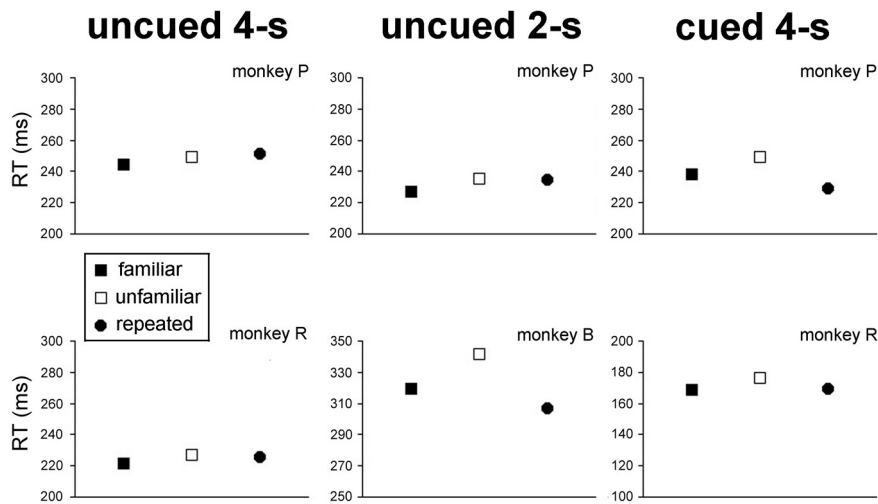 uncued 4-s
uncued 2-s
cued 4-s
RT (ms)
monkey P
300
280
260
240
220
200
monkey P
300
280
260
240
220
200
monkey P
300
280
260
240
220
200
familiar
unfamiliar
repeated
RT (ms)
monkey R
300
280
260
240
220
200
monkey B
350
330
310
290
270
250
monkey R
200
180
160
140
120
100